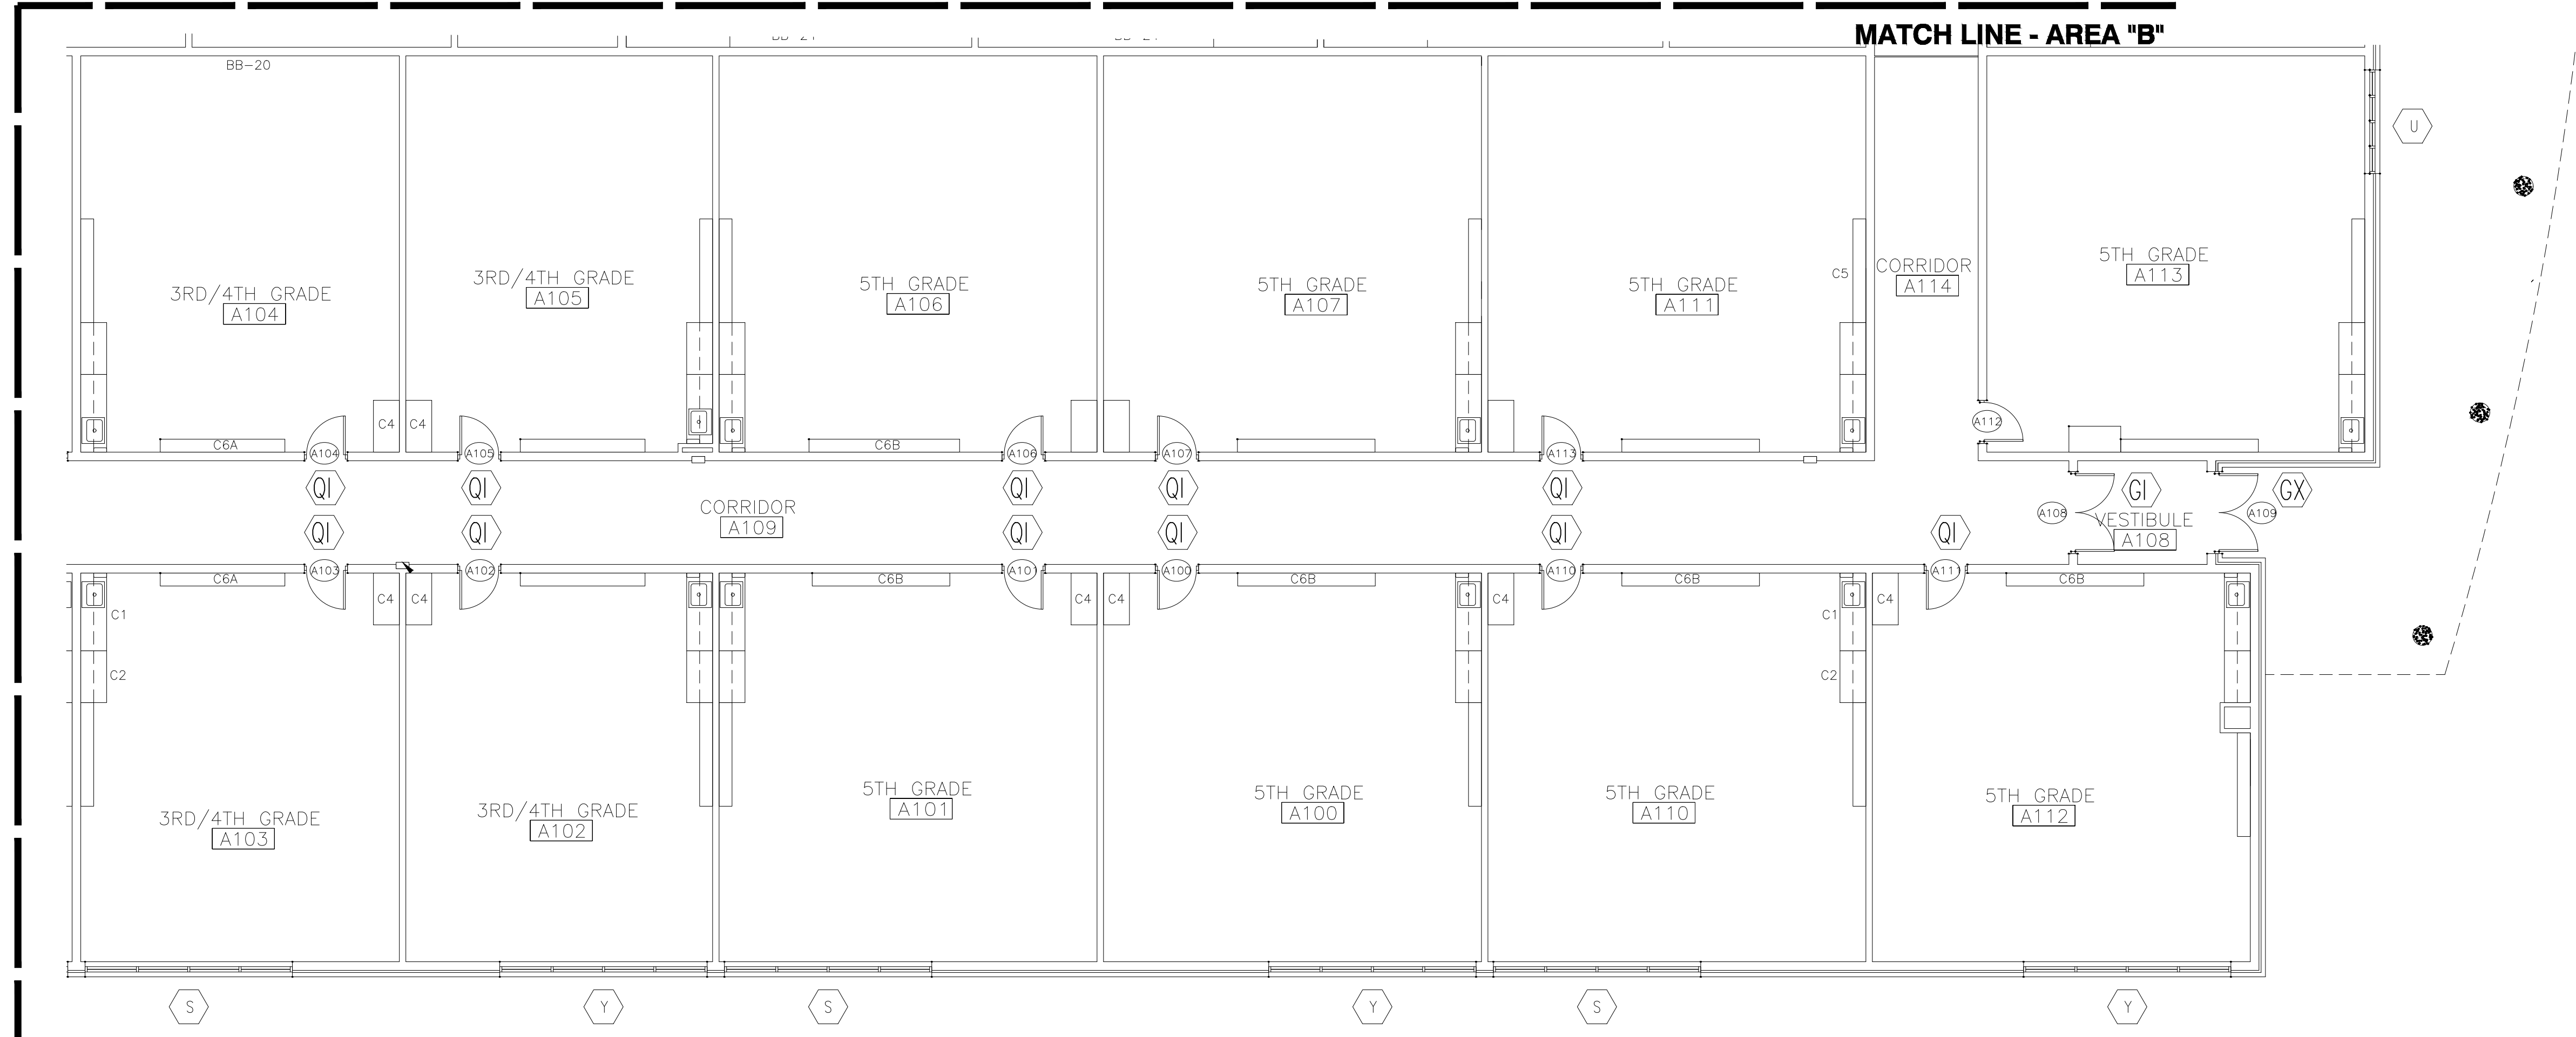 MATCH LINE - AREA "B"
BB-20
U
3RD/4TH GRADE
A104
3RD/4TH GRADE
A105
5TH GRADE
A106
5TH GRADE
A107
5TH GRADE
A111
C5
CORRIDOR
A114
5TH GRADE
A113
C4
C4
A112
C6A
C6B
A104
A105
A106
A107
A113
QI
QI
QI
QI
QI
GI
GX
CORRIDOR
A109
A108
VESTIBULE
A108
A109
QI
QI
QI
QI
QI
QI
A103
A102
A101
A100
A110
A111
C6A
C6B
C6B
C6B
C6B
C4
C4
C4
C4
C4
C4
C1
C1
C2
C2
3RD/4TH GRADE
A103
3RD/4TH GRADE
A102
5TH GRADE
A101
5TH GRADE
A100
5TH GRADE
A110
5TH GRADE
A112
S
Y
S
Y
S
Y